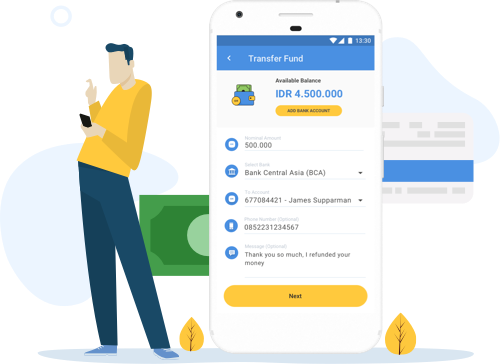 13:30
Transfer Fund
Available Balance
IDR 4.500.000
ADD BANK ACCOUNT
Nominal Amount
500.000
Select Bank
Bank Central Asia (BCA)
To Account
677084421 - James Supparman
Phone Number (Optional)
0852231234567
Message (Optional)
Thank you so much, I refunded your
money
Next